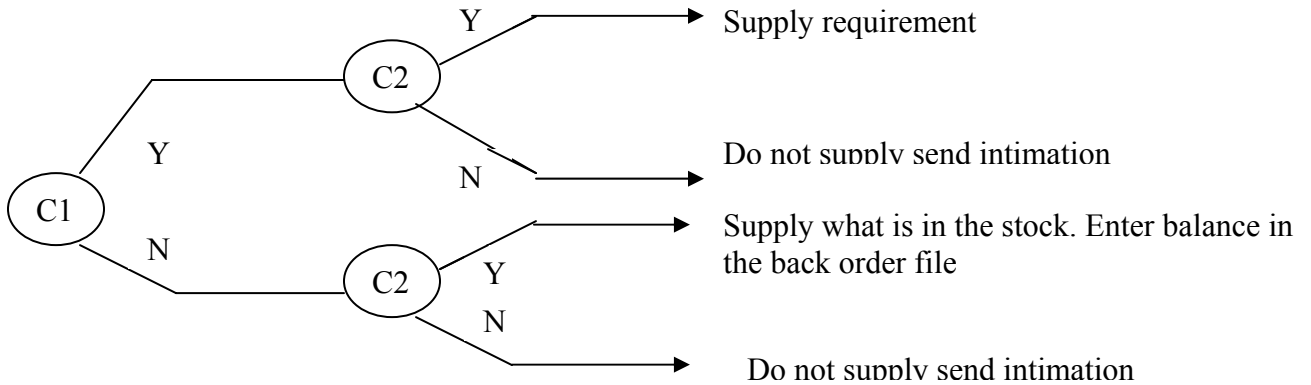 Y
Supply requirement
C2
Y
Do not supply send intimation
N
C1
Supply what is in the stock. Enter balance in
the back order file
N
Y
C2
N
Do not supply send intimation